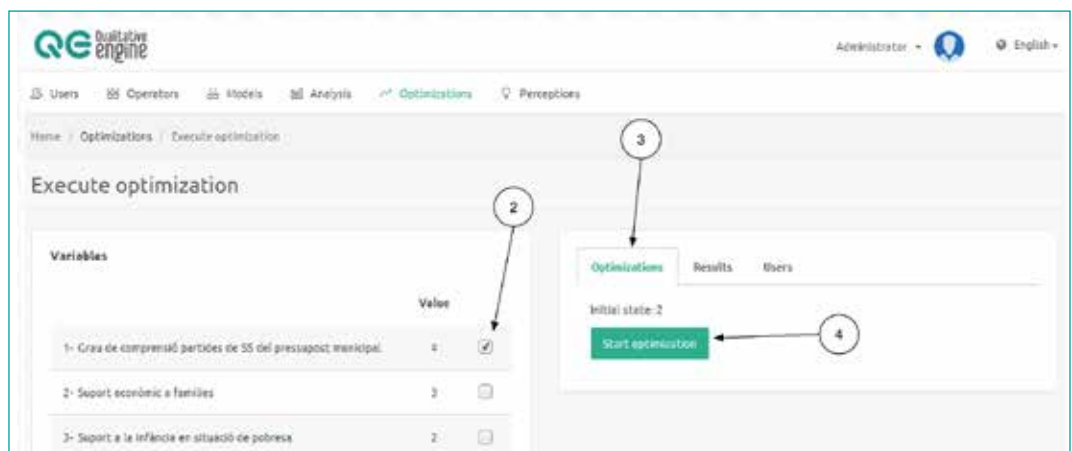 QE Qualitative engine
Administrator
English
Users Operators Models Analysis Optimizations Perceptions
Home / Optimizations / Execute optimization
3
Execute optimization
2
Variables
Optimizations Results Users
Value
Initial state: 2
1- Grau de comprensió partides de SS del pressupost municipal. 4
Start optimization
4
2- Suport econòmic a famílies 3
3- Suport a la infància en situació de pobresa 2